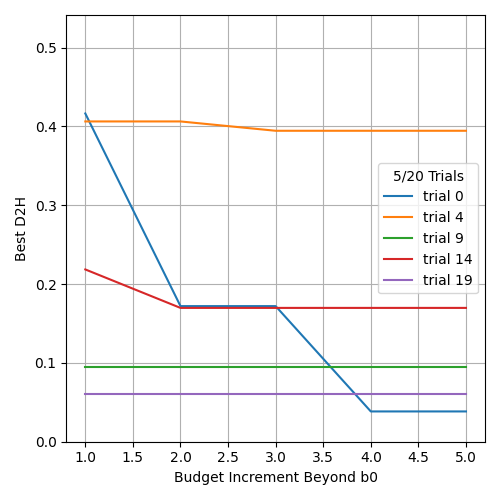 0.5
0.4
0.3
0.2
0.1
0.0
Best D2H
5/20 Trials
trial 0
trial 4
trial 9
trial 14
trial 19
1.0 1.5 2.0 2.5 3.0 3.5 4.0 4.5 5.0
Budget Increment Beyond b0